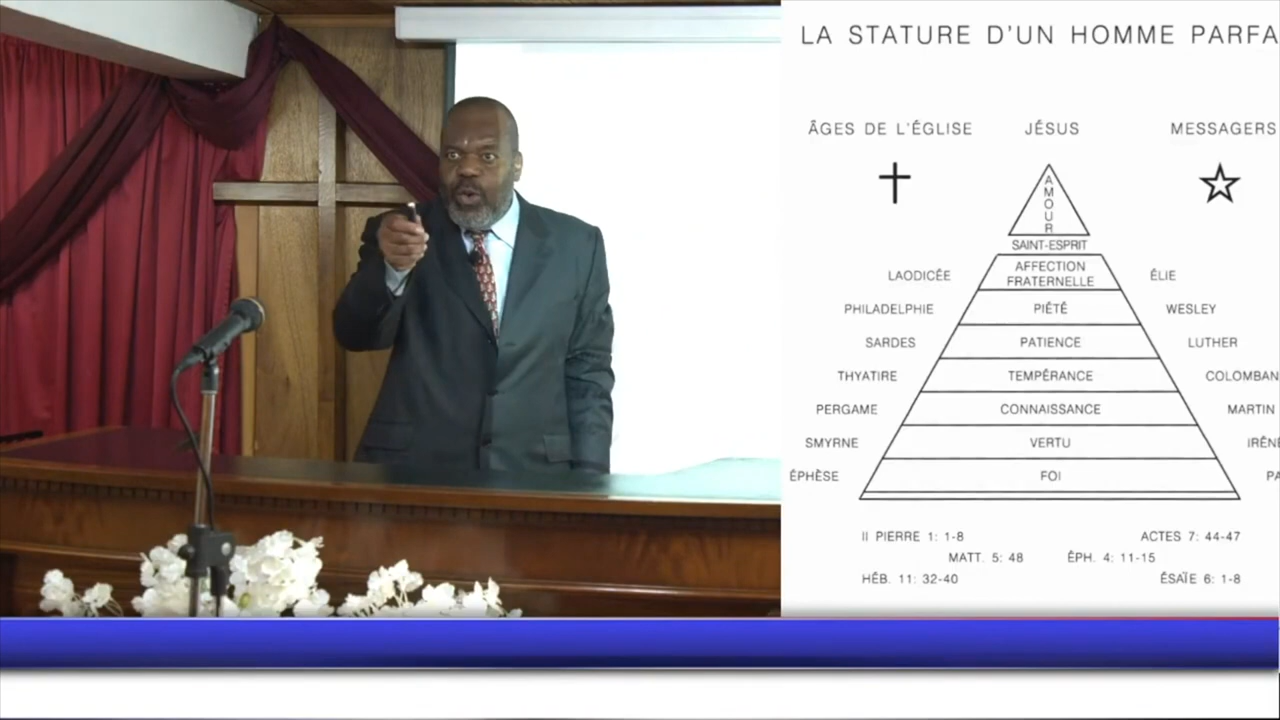 LA STATURE D'UN HOMME PARFA
ÂGES DE L'ÉGLISE JÉSUS MESSAGERS
AMOUR
SAINT-ESPRIT
LAODICÉE AFFECTION FRATERNELLE ÉLIE
PHILADELPHIE PIÉTÉ WESLEY
SARDES PATIENCE LUTHER
THYATIRE TEMPÉRANCE COLOMBAN
PERGAME CONNAISSANCE MARTIN
SMYRNE VERTU IRÉN
ÉPHÈSE FOI PA
II PIERRE 1: 1-8 ACTES 7: 44-47
MATT. 5: 48 ÉPH. 4: 11-15
HÉB. 11: 32-40 ÉSAÏE 6: 1-8